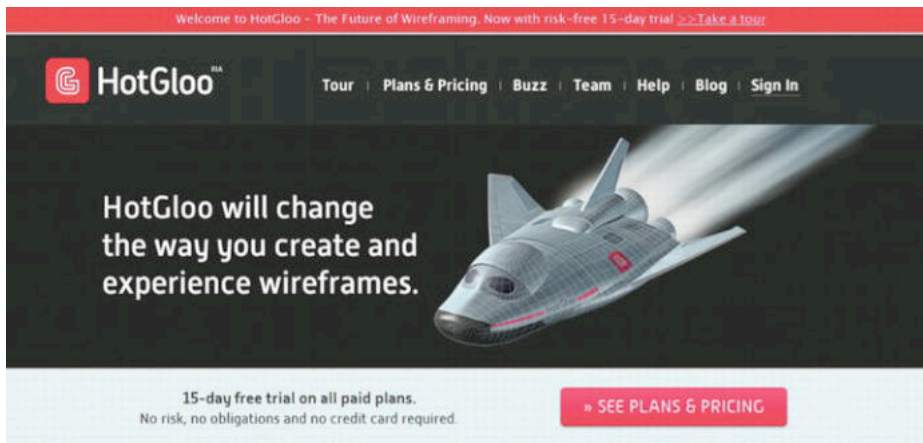 Welcome to HotGloo - The Future of Wireframing. Now with risk-free 15-day trial >>Take a tour
HotGloo
Tour | Plans & Pricing | Buzz | Team | Help | Blog | Sign In
HotGloo will change
the way you create and
experience wireframes.
15-day free trial on all paid plans.
No risk, no obligations and no credit card required.
» SEE PLANS & PRICING